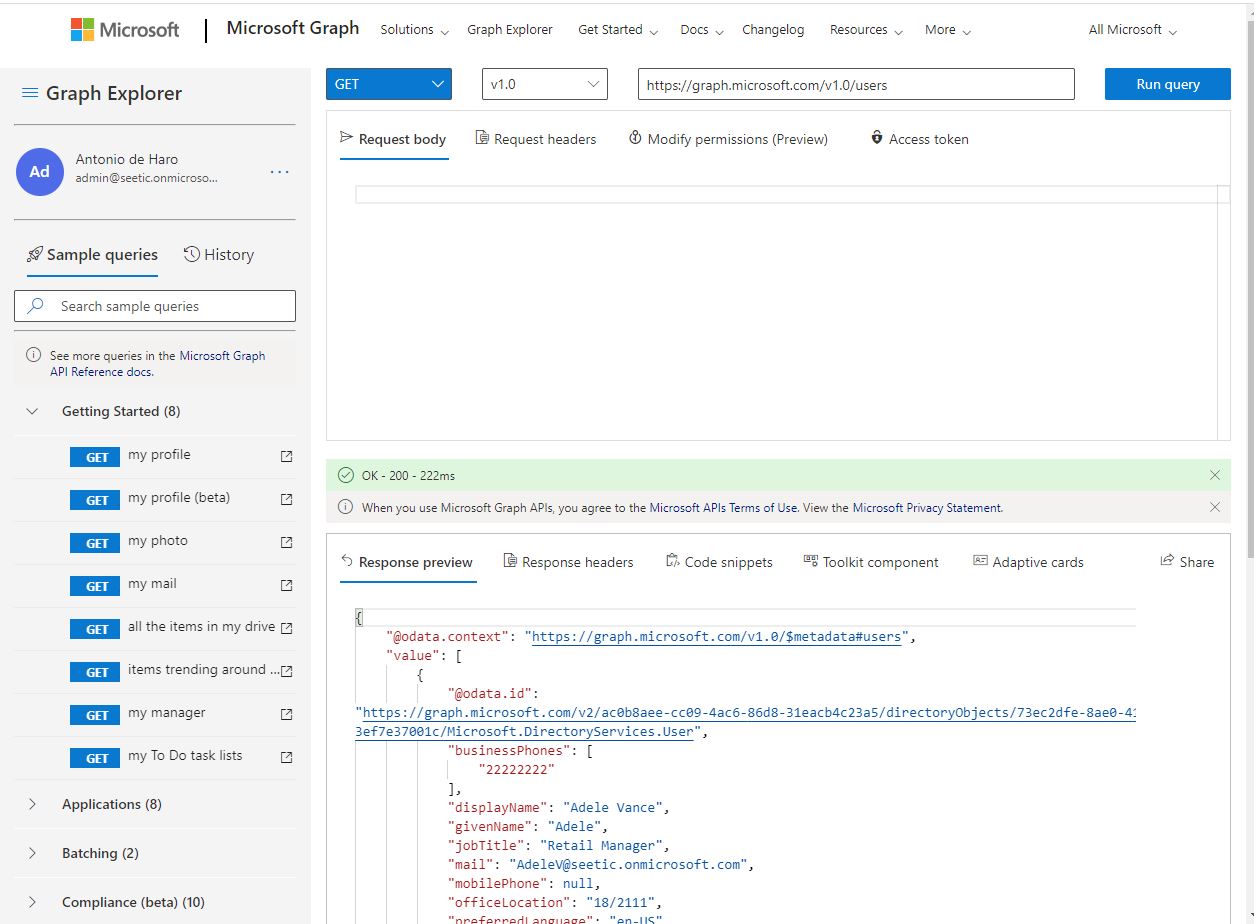 Microsoft
Microsoft Graph
Solutions
Graph Explorer
Get Started
Docs
Changelog
Resources
More
All Microsoft
Graph Explorer
GET
v1.0
https://graph.microsoft.com/v1.0/users
Run query
Ad
Antonio de Haro
admin@seetic.onmicroso...
...
Request body
Request headers
Modify permissions (Preview)
Access token
Sample queries
History
Search sample queries
See more queries in the Microsoft Graph
API Reference docs.
Getting Started (8)
GET my profile
GET my profile (beta)
GET my photo
GET my mail
GET all the items in my drive
GET items trending around ...
GET my manager
GET my To Do task lists
Applications (8)
Batching (2)
Compliance (beta) (10)
OK - 200 - 222ms
When you use Microsoft Graph APIs, you agree to the Microsoft APIs Terms of Use. View the Microsoft Privacy Statement.
Response preview
Response headers
Code snippets
Toolkit component
Adaptive cards
Share
{
"@odata.context": "https://graph.microsoft.com/v1.0/$metadata#users",
"value": [
{
"@odata.id":
"https://graph.microsoft.com/v2/ac0b8aee-cc09-4ac6-86d8-31eacb4c23a5/directoryObjects/73ec2dfe-8ae0-41
3ef7e37001c/Microsoft.DirectoryServices.User",
"businessPhones": [
"22222222"
],
"displayName": "Adele Vance",
"givenName": "Adele",
"jobTitle": "Retail Manager",
"mail": "AdeleV@seetic.onmicrosoft.com",
"mobilePhone": null,
"officeLocation": "18/2111",
"preferredLanguage": "en-US"